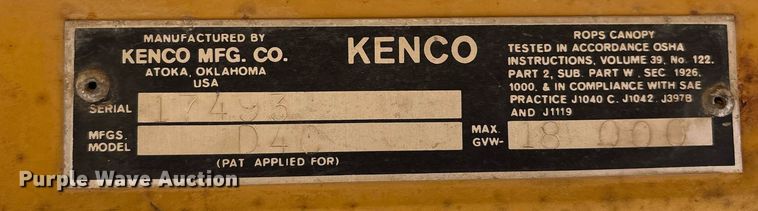 MANUFACTURED BY
KENCO MFG. CO.
ATOKA, OKLAHOMA
USA
SERIAL 17493
MFGS. MODEL
(PAT APPLIED FOR)
KENCO
ROPS CANOPY
TESTED IN ACCORDANCE OSHA
INSTRUCTIONS, VOLUME 39, No. 122,
PART 2, SUB. PART W, SEC 1926,
1000, & IN COMPLIANCE WITH SAE
PRACTICE J1040 C, J1042, J397B
AND J1119
MAX. GVW- 18 000
Purple Wave Auction